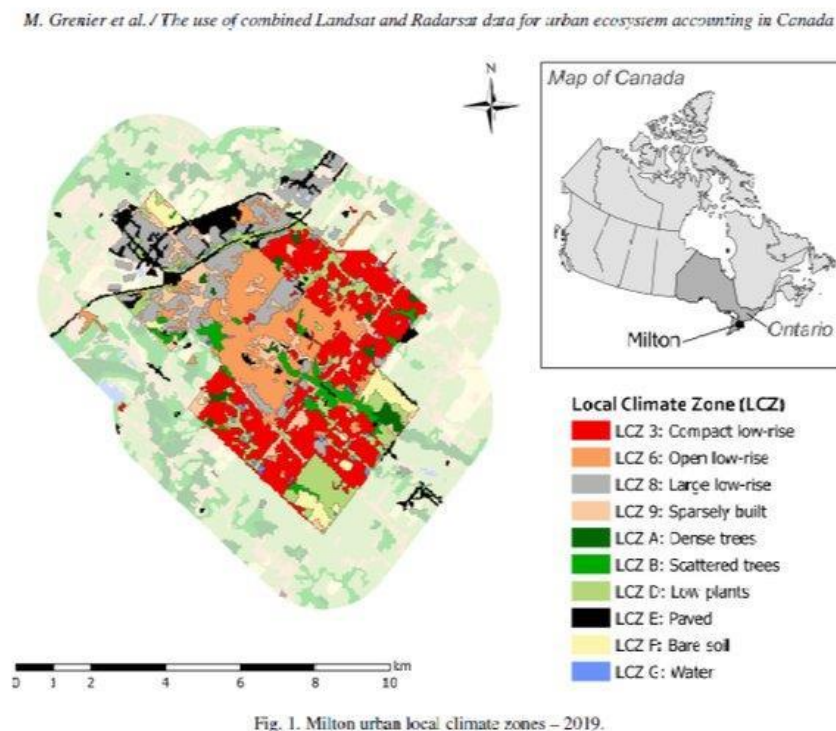 M. Grenier et al. / The use of combined Landsat and Radarsat data for urban ecosystem accounting in Canada
N
Map of Canada
Milton
Ontario
Local Climate Zone (LCZ)
LCZ 3: Compact low-rise
LCZ 6: Open low-rise
LCZ 8: Large low-rise
LCZ 9: Sparsely built
LCZ A: Dense trees
LCZ B: Scattered trees
LCZ D: Low plants
LCZ E: Paved
LCZ F: Bare soil
LCZ G: Water
km
0 1 2 4 6 8 10
Fig. 1. Milton urban local climate zones – 2019.